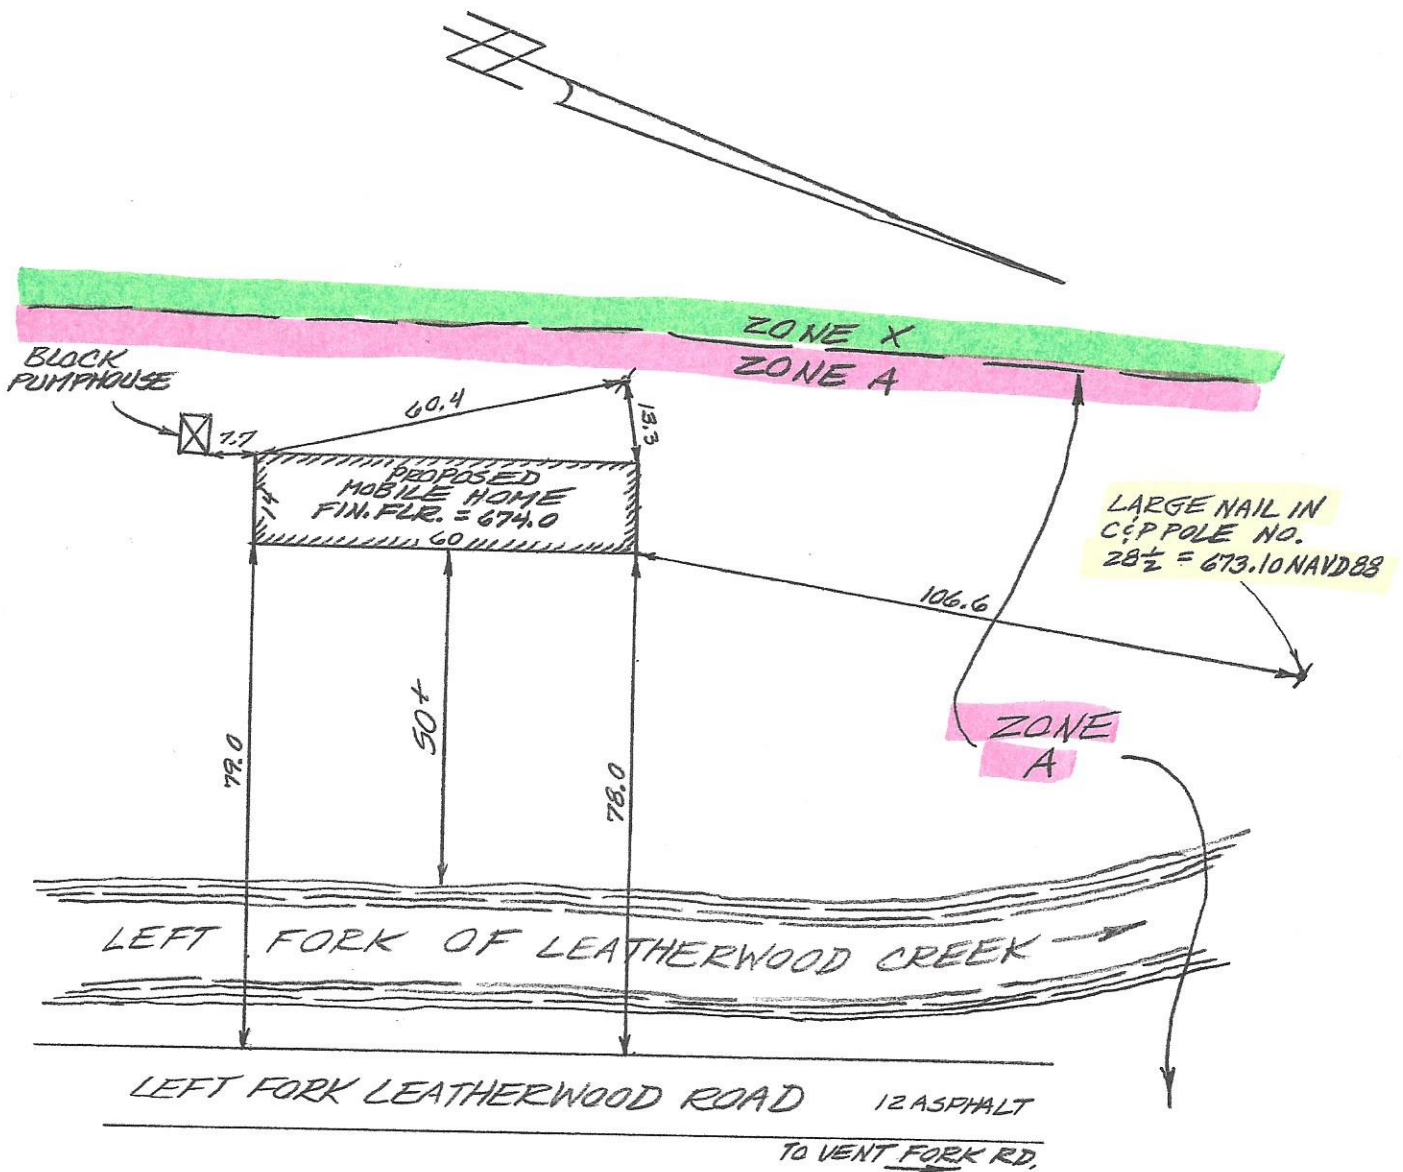 ZONE X
ZONE A
BLOCK
PUMPHOUSE
7.7
60.4
13.3
PROPOSED
MOBILE HOME
FIN. FLR. = 674.0
14
60
LARGE NAIL IN
C&P POLE NO.
28½ = 673.10 NAVD88
106.6
79.0
50+
78.0
ZONE
A
LEFT FORK OF LEATHERWOOD CREEK
LEFT FORK LEATHERWOOD ROAD 12 ASPHALT
TO VENT FORK RD.